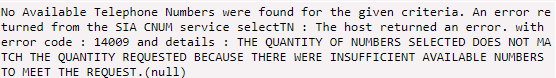 No Available Telephone Numbers were found for the given criteria. An error re
turned from the SIA CNUM service selectTN : The host returned an error. with
error code : 14009 and details : THE QUANTITY OF NUMBERS SELECTED DOES NOT MA
TCH THE QUANTITY REQUESTED BECAUSE THERE WERE INSUFFICIENT AVAILABLE NUMBERS
TO MEET THE REQUEST.(null)